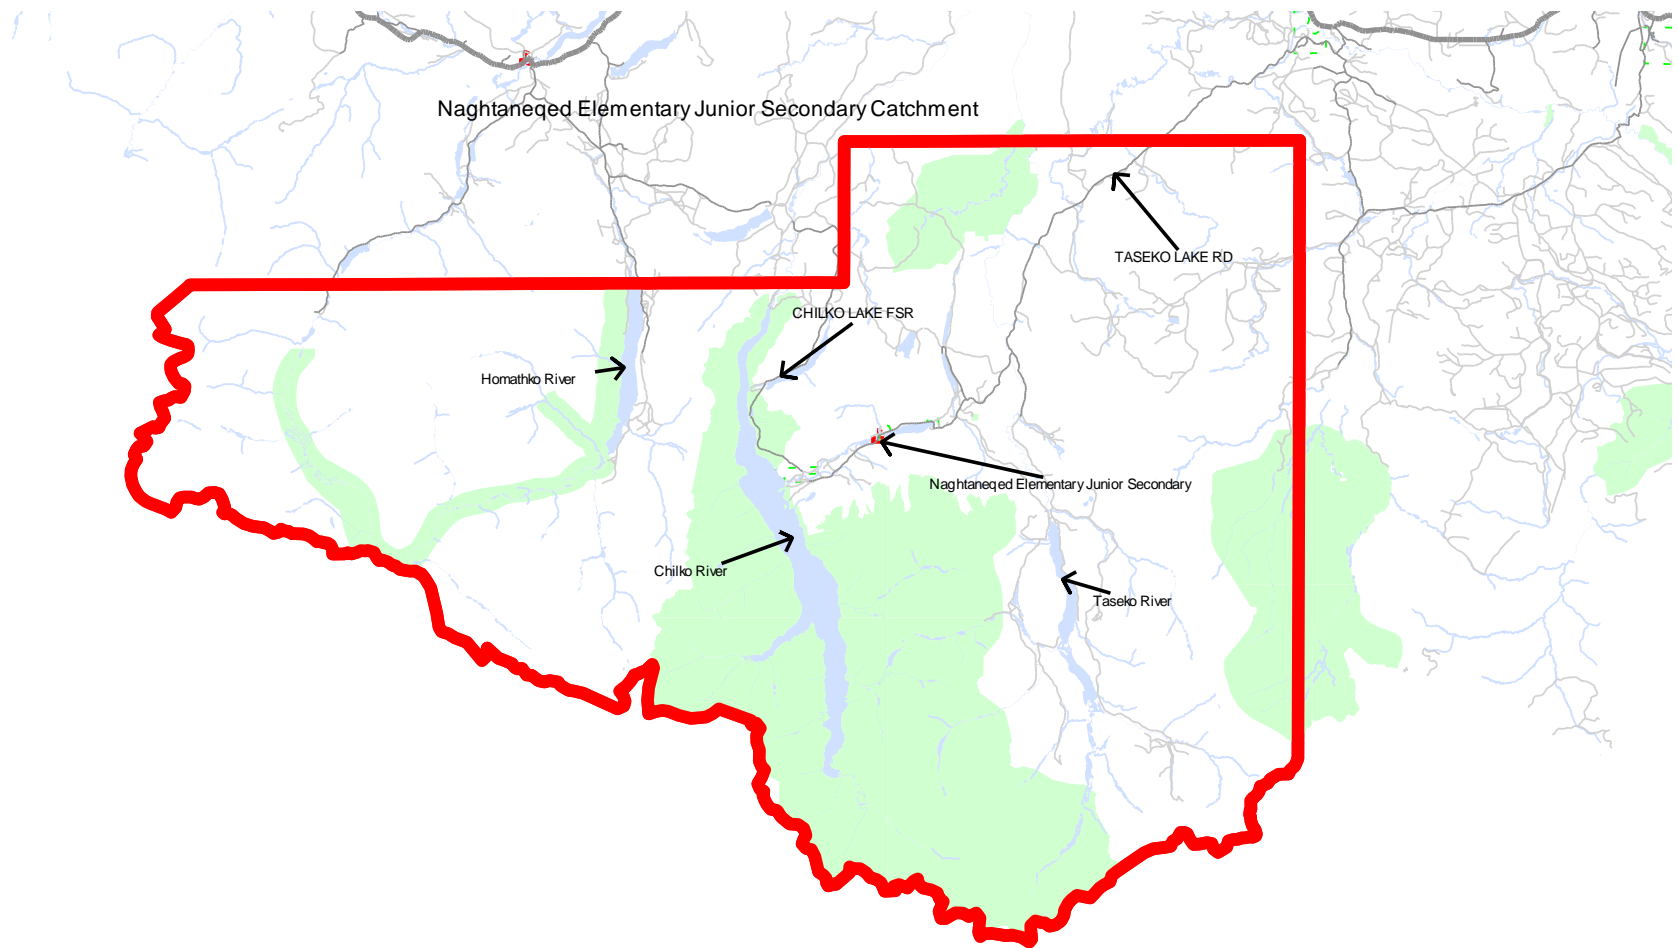 Naghtaneqed Elementary Junior Secondary Catchment
TASEKO LAKE RD
CHILKO LAKE FSR
Homathko River
Naghtaneqed Elementary Junior Secondary
Chilko River
Taseko River